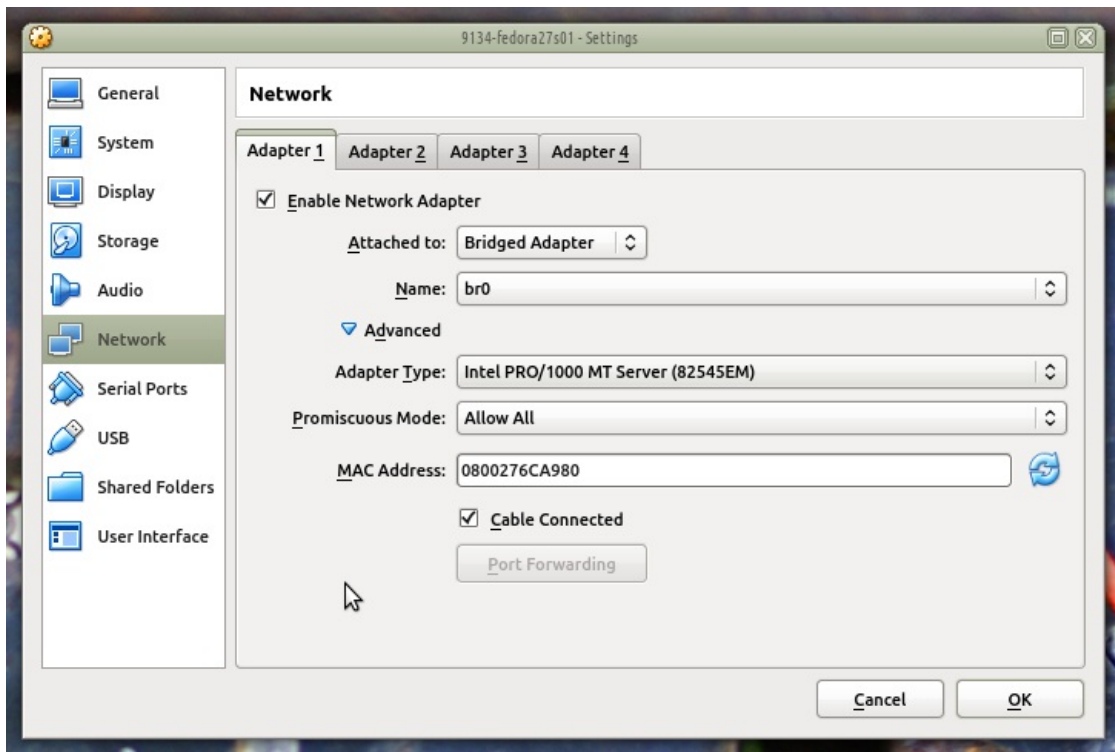 9134-fedora27s01 - Settings
General
System
Display
Storage
Audio
Network
Serial Ports
USB
Shared Folders
User Interface
Network
Adapter 1 Adapter 2 Adapter 3 Adapter 4
Enable Network Adapter
Attached to: Bridged Adapter
Name: br0
Advanced
Adapter Type: Intel PRO/1000 MT Server (82545EM)
Promiscuous Mode: Allow All
MAC Address: 0800276CA980
Cable Connected
Port Forwarding
Cancel OK